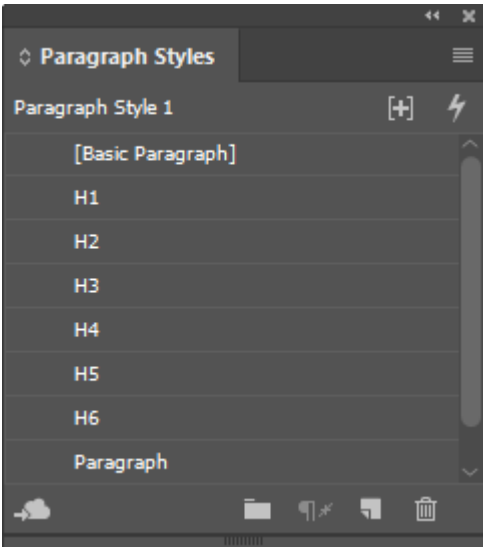 Paragraph Styles
Paragraph Style 1
[Basic Paragraph]
H1
H2
H3
H4
H5
H6
Paragraph